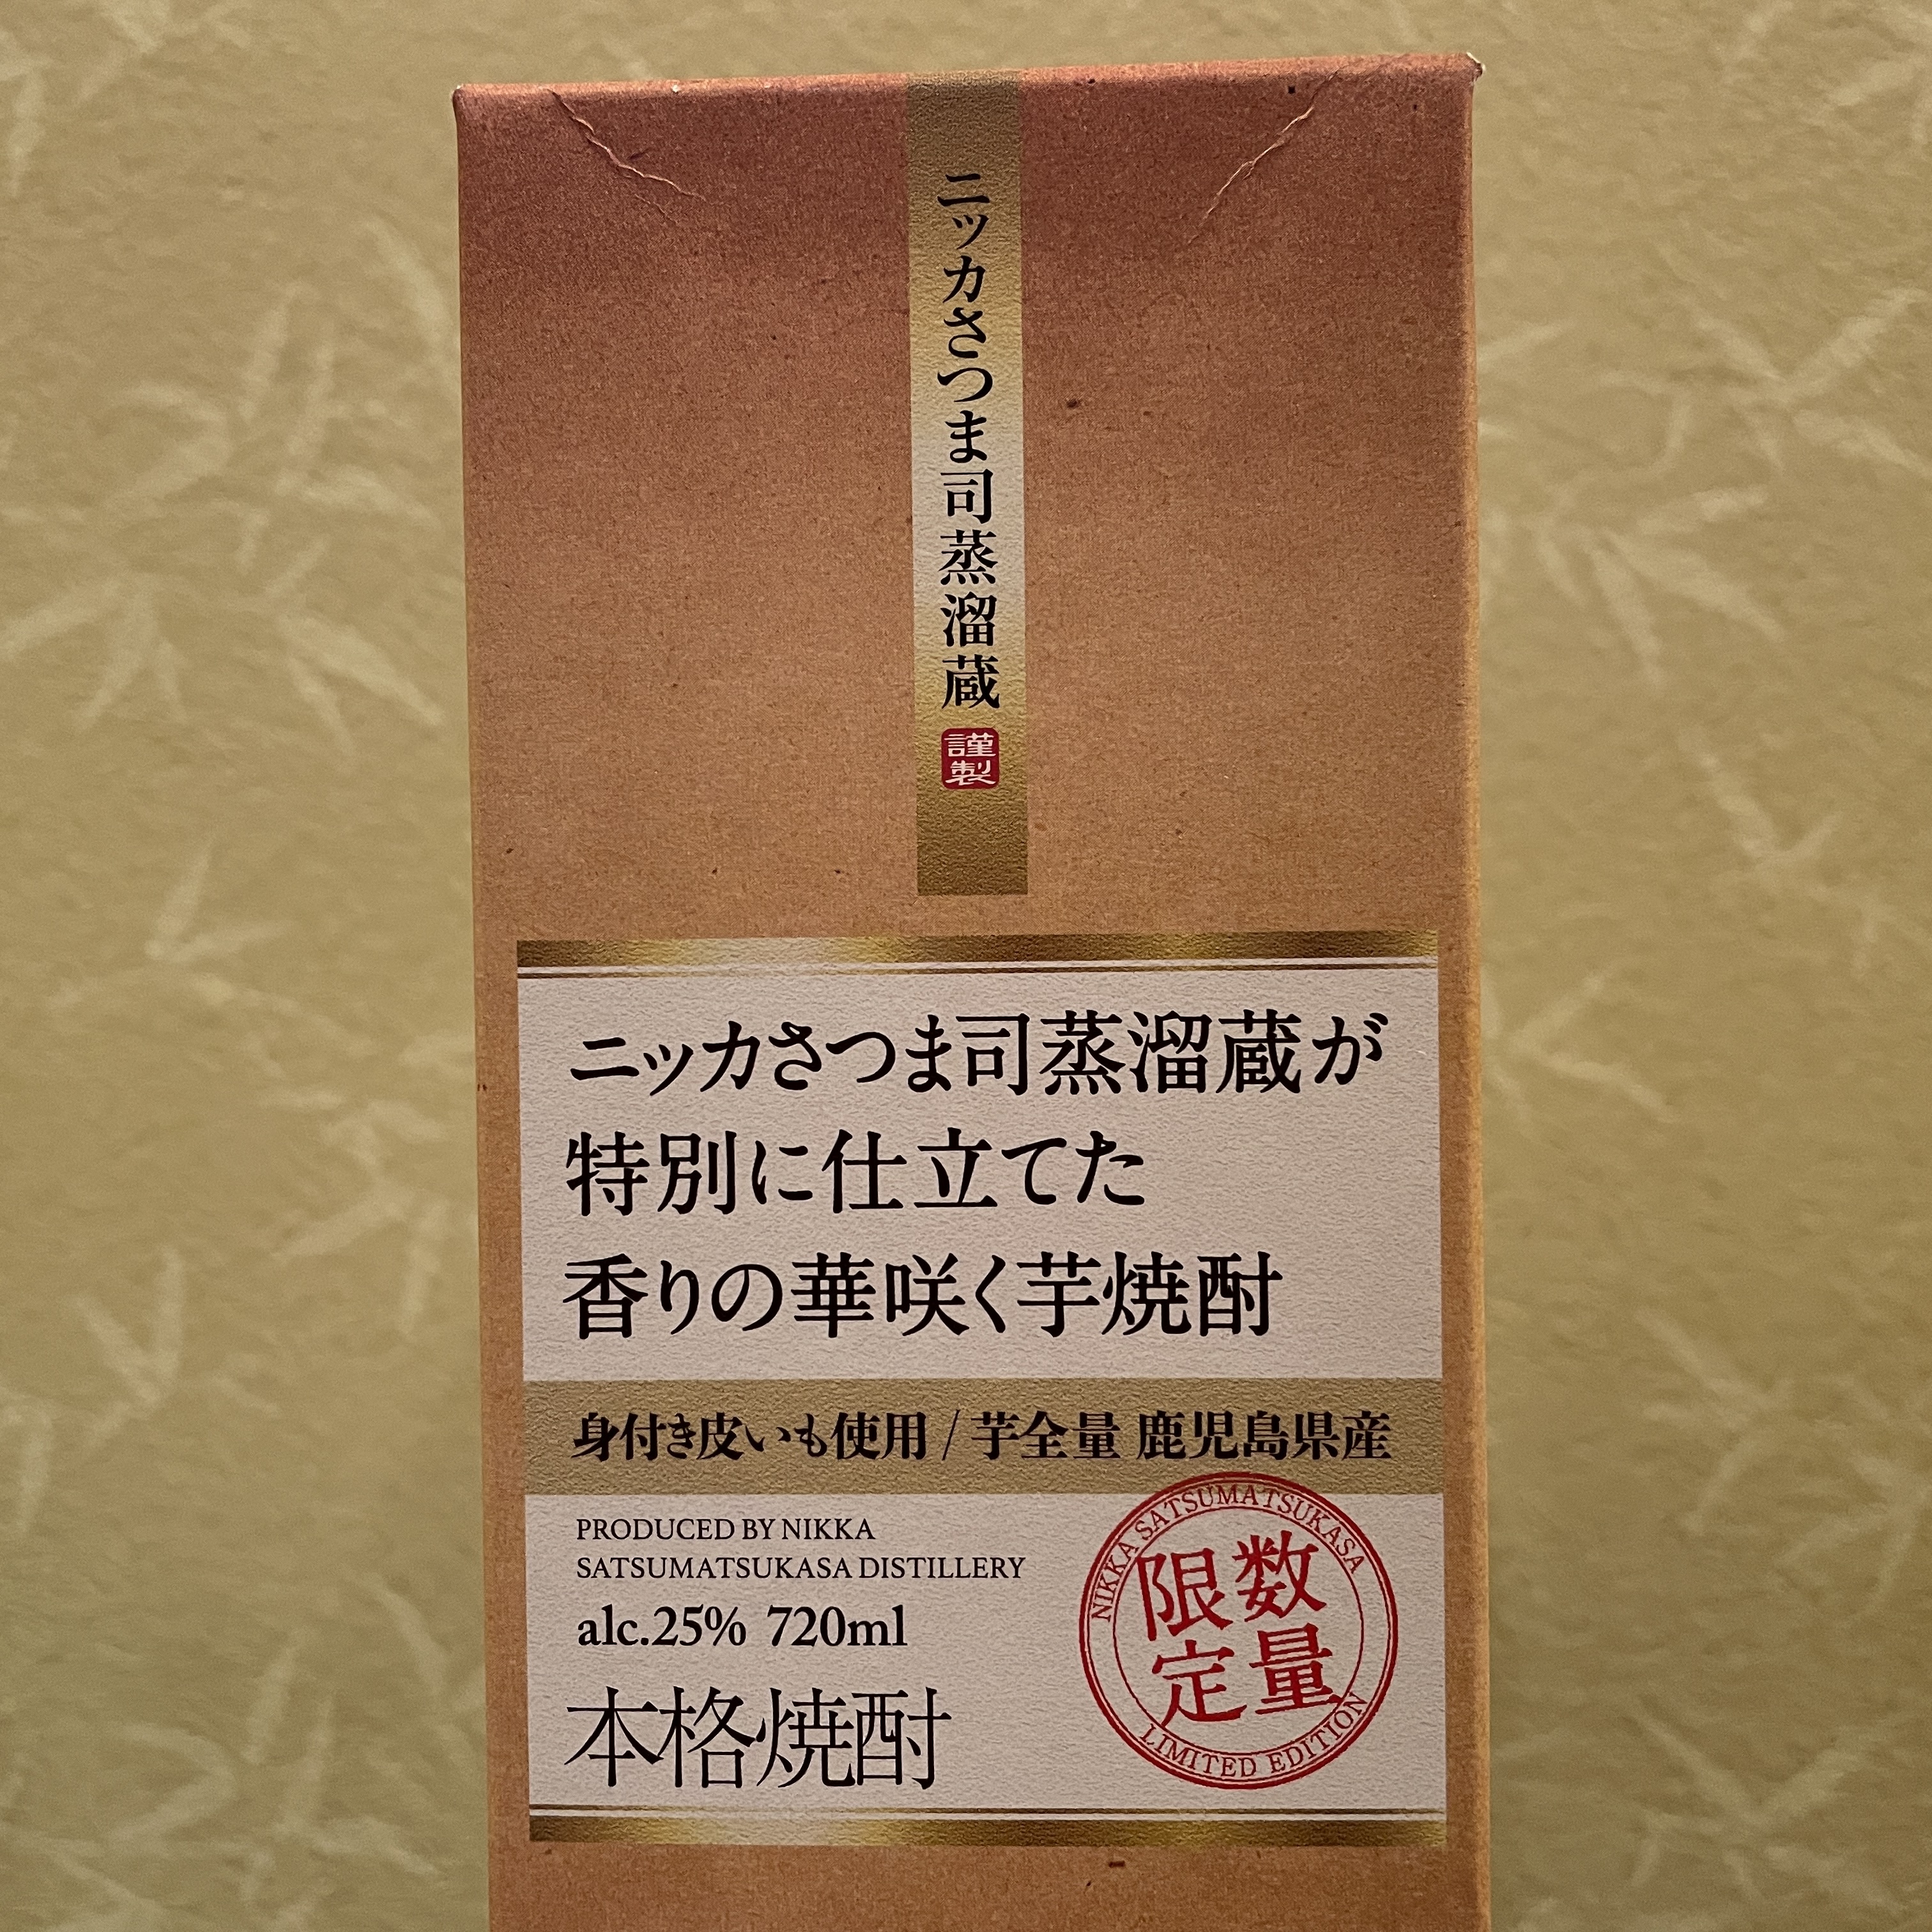 ニッカさつま司蒸溜蔵
謹製
ニッカさつま司蒸溜蔵が
特別に仕立てた
香りの華咲く芋焼酎
身付き皮いも使用/芋全量 鹿児島県産
PRODUCED BY NIKKA
SATSUMATSUKASA DISTILLERY
alc.25% 720ml
本格焼酎
NIKKA SATSUMATSUKASA
数量
限定
LIMITED EDITION